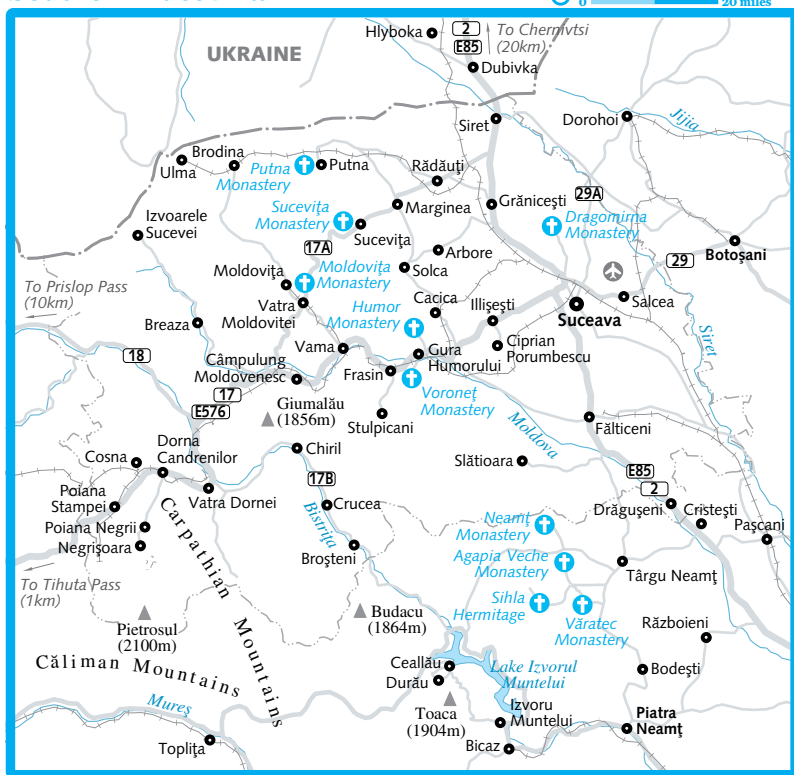 0
20 miles
UKRAINE
Hlyboka
2
E85
To Chernivtsi
(20km)
Dubivka
Siret
Dorohoi
Jijia
Brodina
Ulma
Putna
Monastery
Putna
Rădăuţi
29A
Suceviţa
Monastery
Marginea
Grăniceşti
Dragomirna
Monastery
Izvoarele
Sucevei
Suceviţa
17A
Arbore
Botoşani
29
Moldoviţa
Moldoviţa
Monastery
Solca
To Prislop Pass
(10km)
Vatra
Moldovitei
Humor
Monastery
Cacica
Illişeşti
Salcea
Suceava
Siret
Breaza
18
Vama
Gura
Humorului
Ciprian
Porumbescu
Câmpulung
Moldovenesc
Frasin
Voroneţ
Monastery
17
E576
Giumalău
(1856m)
Stulpicani
Moldova
Fălticeni
Cosna
Dorna
Candrenilor
Chiril
Slătioara
E85
2
17B
Poiana
Stampei
Vatra Dornei
Crucea
Drăguşeni
Cristeşti
Paşcani
Poiana Negrii
Negrişoara
Carpathian Mountains
Bistriţa
Neamţ
Monastery
Broşteni
Agapia Veche
Monastery
Târgu Neamţ
To Tihuta Pass
(1km)
Sihla
Hermitage
Văratec
Monastery
Pietrosul
(2100m)
Budacu
(1864m)
Războieni
Căliman Mountains
Ceallău
Durău
Lake Izvorul
Muntelui
Bodeşti
Mureş
Toaca
(1904m)
Izvoru
Muntelui
Piatra
Neamţ
Topliţa
Bicaz